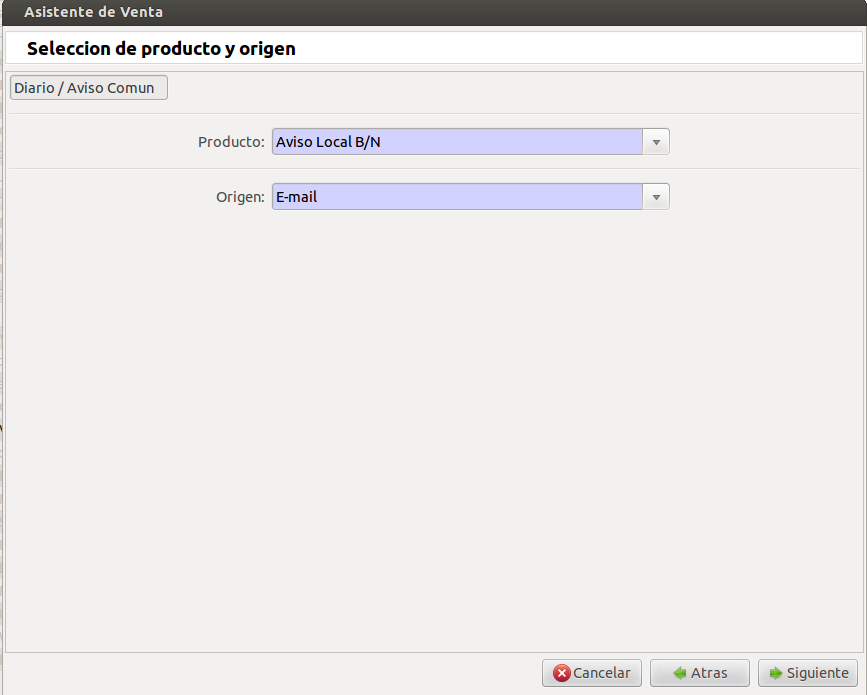 Asistente de Venta
Seleccion de producto y origen
Diario / Aviso Comun
Producto: Aviso Local B/N
Origen: E-mail
Cancelar Atras Siguiente